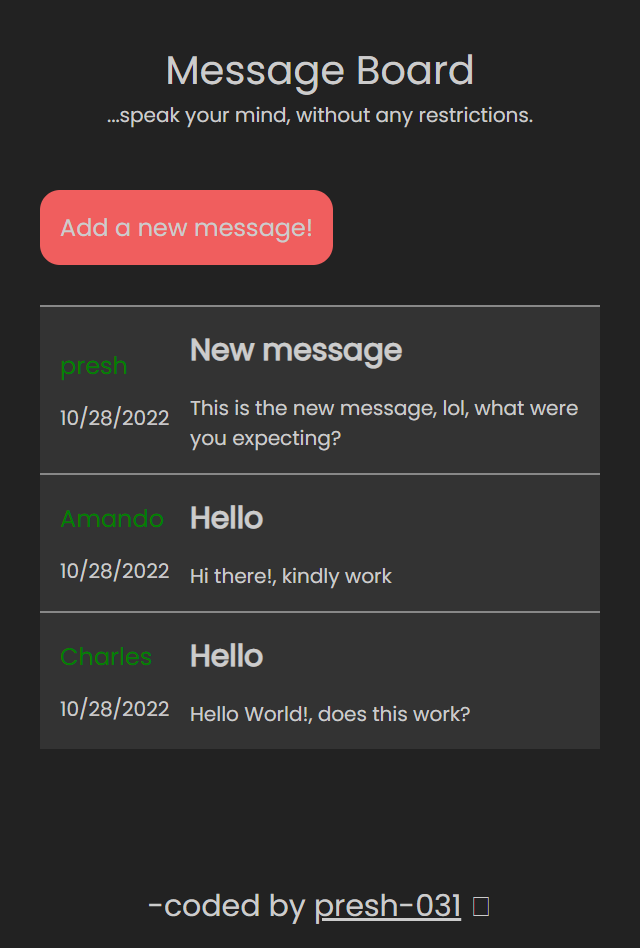 Message Board
...speak your mind, without any restrictions.
Add a new message!
presh
10/28/2022
New message
This is the new message, lol, what were
you expecting?
Amando
10/28/2022
Hello
Hi there!, kindly work
Charles
10/28/2022
Hello
Hello World!, does this work?
-coded by presh-031